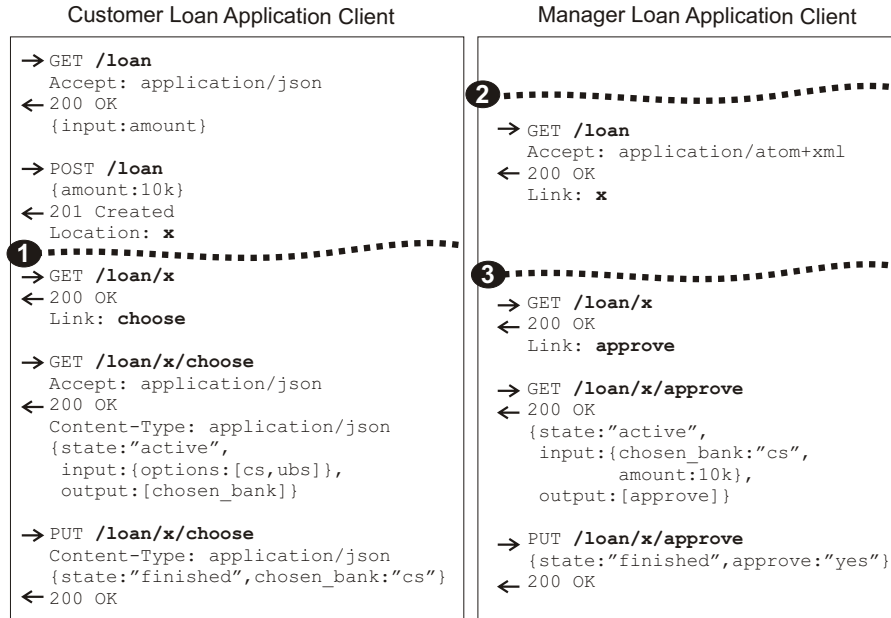 Customer Loan Application Client
→ GET /loan
Accept: application/json
← 200 OK
{input:amount}
→ POST /loan
{amount:10k}
← 201 Created
Location: x
1
→ GET /loan/x
← 200 OK
Link: choose
→ GET /loan/x/choose
Accept: application/json
← 200 OK
Content-Type: application/json
{state:”active”,
input:{options:[cs,ubs]},
output:[chosen_bank]}
→ PUT /loan/x/choose
Content-Type: application/json
{state:”finished”,chosen_bank:”cs”}
← 200 OK
Manager Loan Application Client
2
→ GET /loan
Accept: application/atom+xml
← 200 OK
Link: x
3
→ GET /loan/x
← 200 OK
Link: approve
→ GET /loan/x/approve
← 200 OK
{state:”active”,
input:{chosen_bank:”cs”,
amount:10k},
output:[approve]}
→ PUT /loan/x/approve
{state:”finished”,approve:”yes”}
← 200 OK